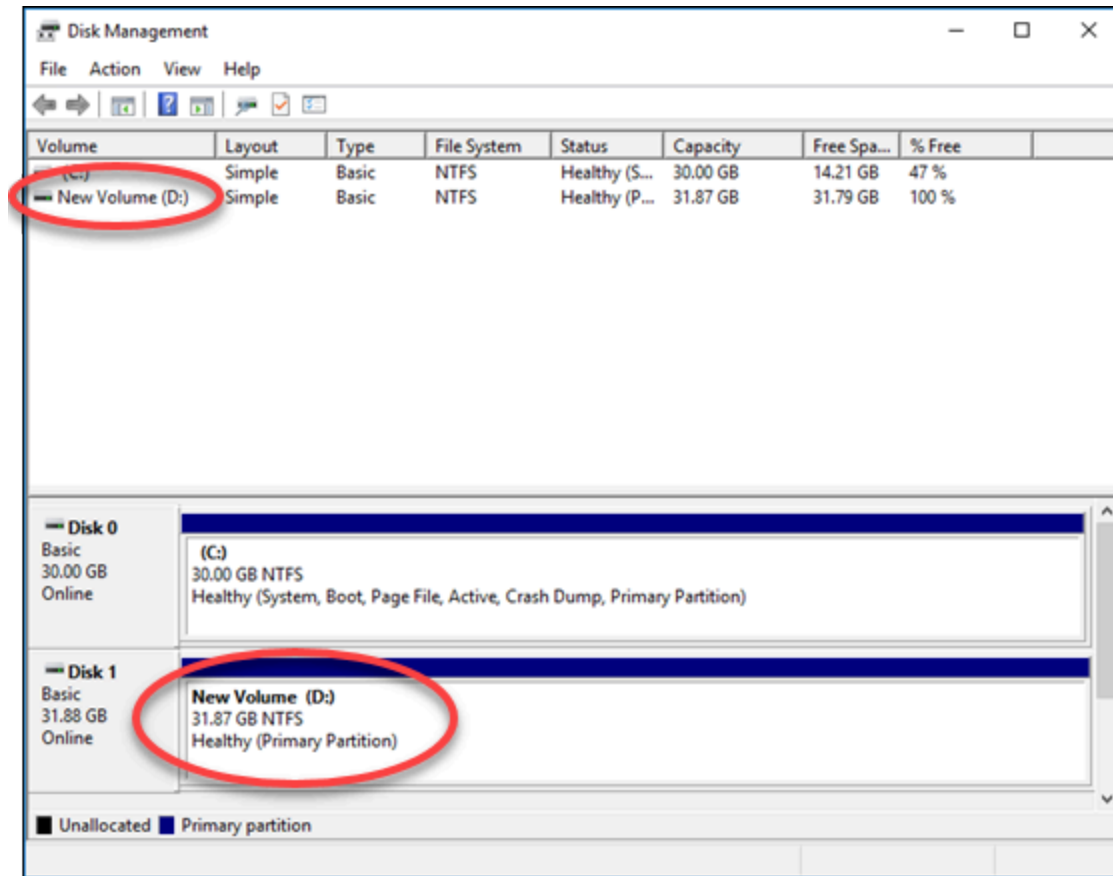 Disk Management
File Action View Help
Volume Layout Type File System Status Capacity Free Spa... % Free
(C:) Simple Basic NTFS Healthy (S... 30.00 GB 14.21 GB 47 %
New Volume (D:) Simple Basic NTFS Healthy (P... 31.87 GB 31.79 GB 100 %
Disk 0
Basic
30.00 GB
Online
(C:)
30.00 GB NTFS
Healthy (System, Boot, Page File, Active, Crash Dump, Primary Partition)
Disk 1
Basic
31.88 GB
Online
New Volume (D:)
31.87 GB NTFS
Healthy (Primary Partition)
Unallocated Primary partition